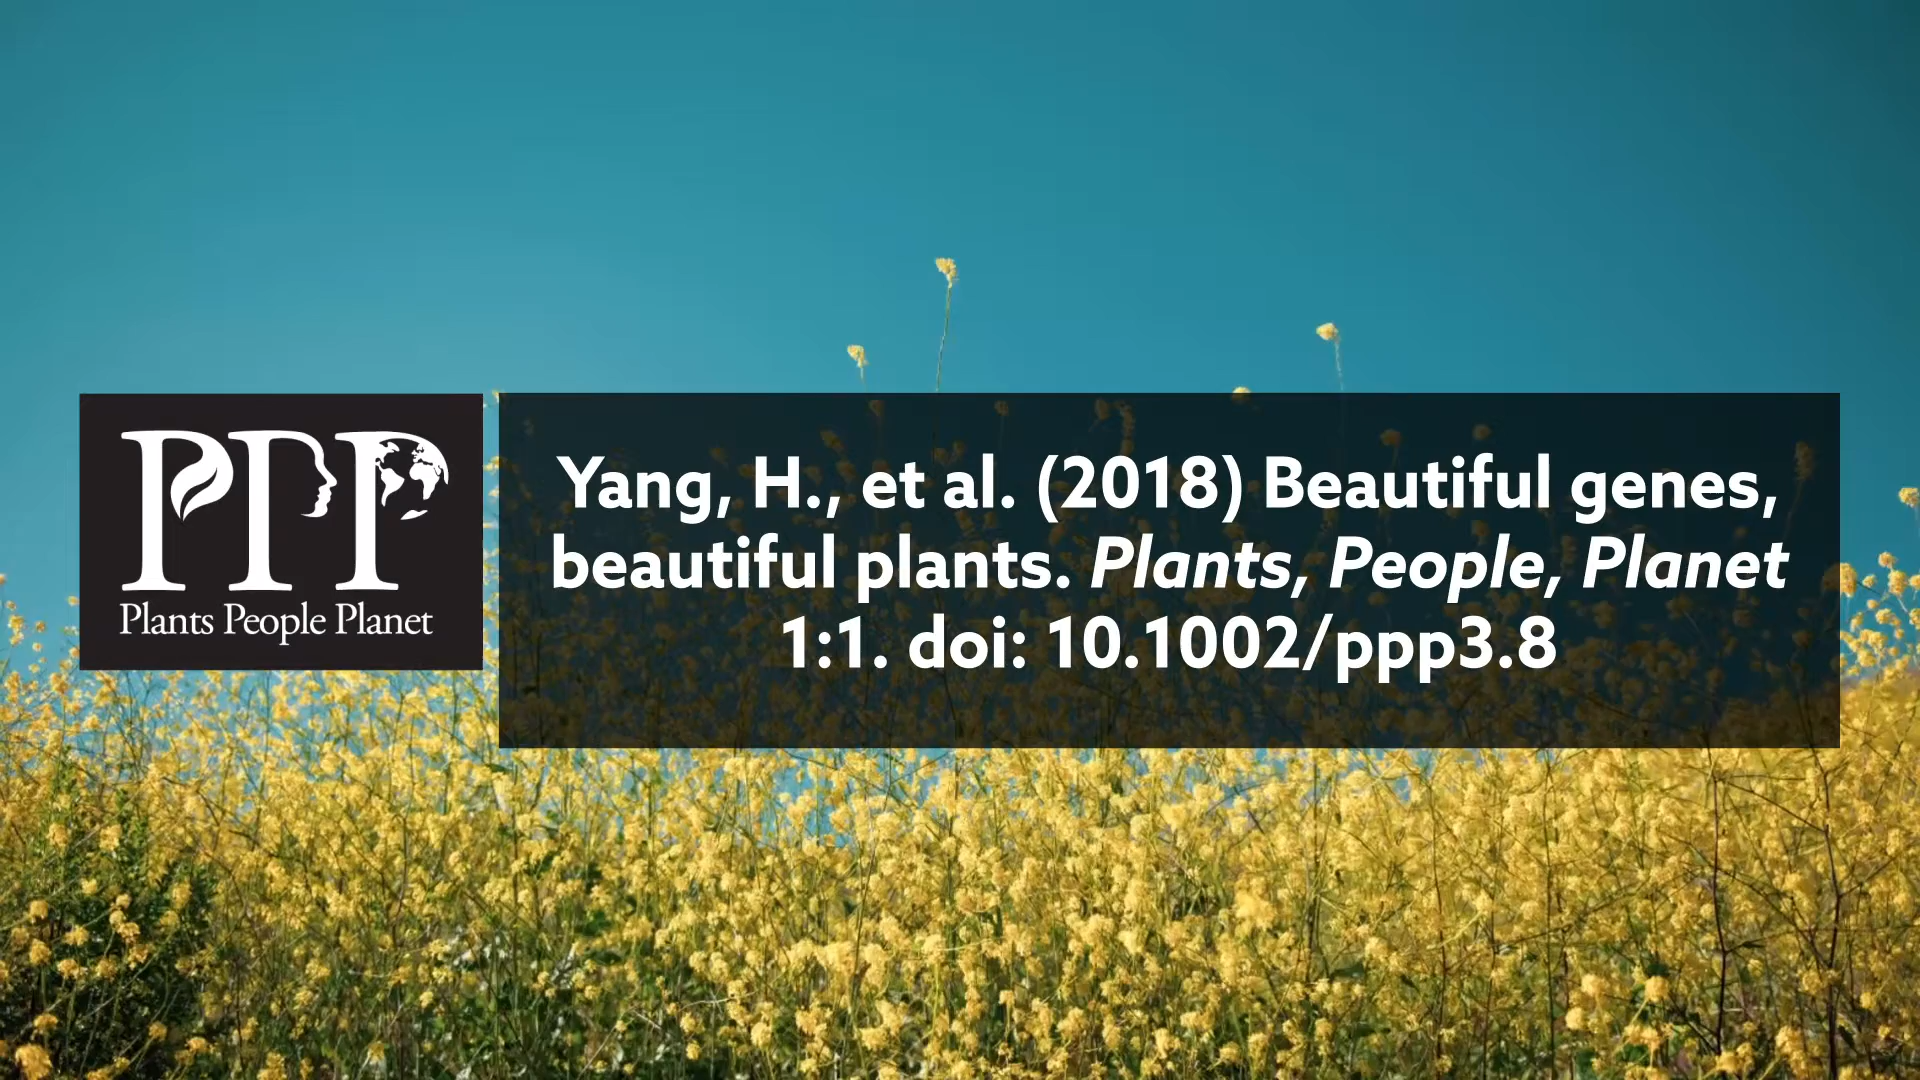 PPP
Plants People Planet
Yang, H., et al. (2018) Beautiful genes,
beautiful plants. Plants, People, Planet
1:1. doi: 10.1002/ppp3.8